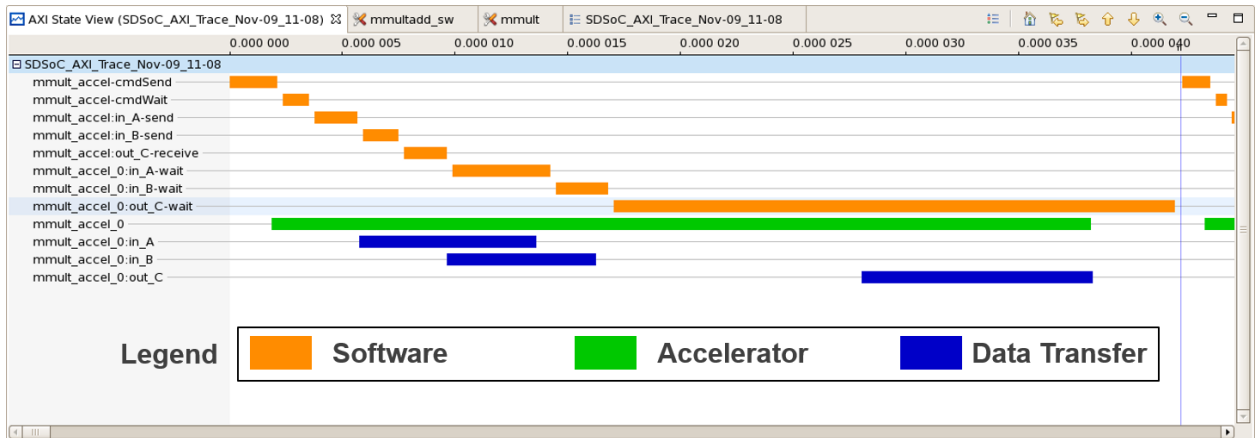 AXI State View (SDSoC_AXI_Trace_Nov-09_11-08) mmultadd_sw mmult SDSoC_AXI_Trace_Nov-09_11-08
0.000 000 0.000 005 0.000 010 0.000 015 0.000 020 0.000 025 0.000 030 0.000 035 0.000 040
SDSoC_AXI_Trace_Nov-09_11-08
mmult_accel-cmdSend
mmult_accel-cmdWait
mmult_accel:in_A-send
mmult_accel:in_B-send
mmult_accel:out_C-receive
mmult_accel_0:in_A-wait
mmult_accel_0:in_B-wait
mmult_accel_0:out_C-wait
mmult_accel_0
mmult_accel_0:in_A
mmult_accel_0:in_B
mmult_accel_0:out_C
Legend Software Accelerator Data Transfer